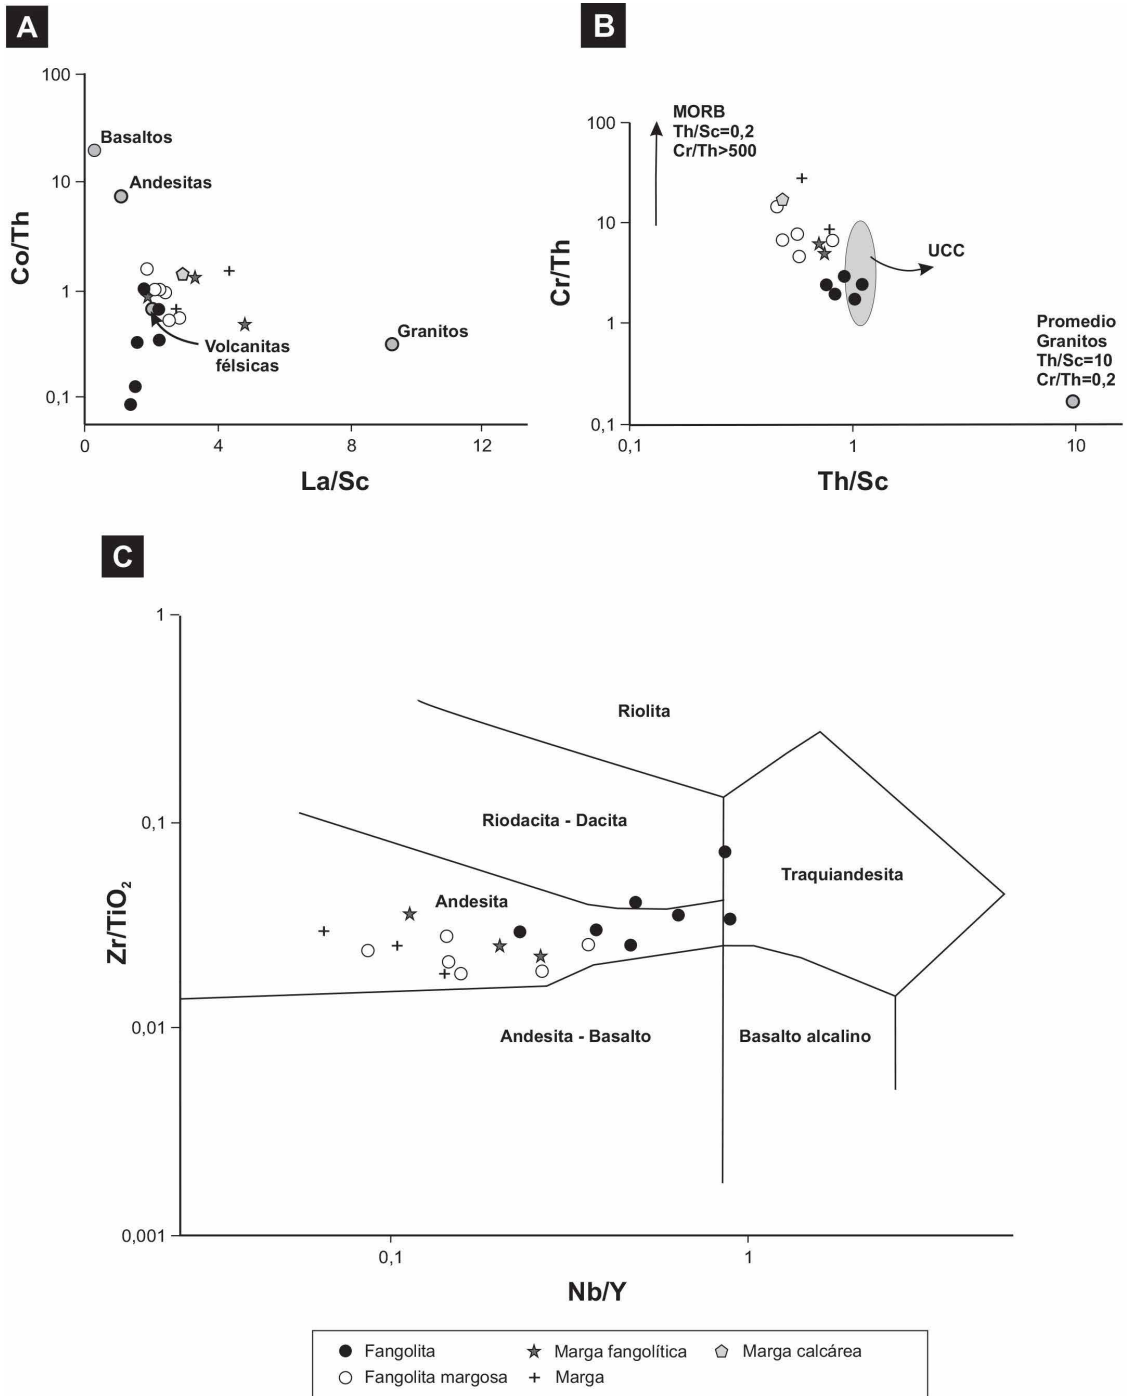 A
100
10
1
0,1
Co/Th
Basaltos
Andesitas
Granitos
Volcanitas
félsicas
0
4
8
12
La/Sc
B
100
10
1
0,1
Cr/Th
MORB
Th/Sc=0,2
Cr/Th>500
UCC
Promedio
Granitos
Th/Sc=10
Cr/Th=0,2
0,1
1
10
Th/Sc
C
1
0,1
0,01
0,001
Zr/TiO2
Riolita
Riodacita - Dacita
Traquiandesita
Andesita
Andesita - Basalto
Basalto alcalino
0,1
1
Nb/Y
Fangolita
Marga fangolítica
Marga calcárea
Fangolita margosa
Marga